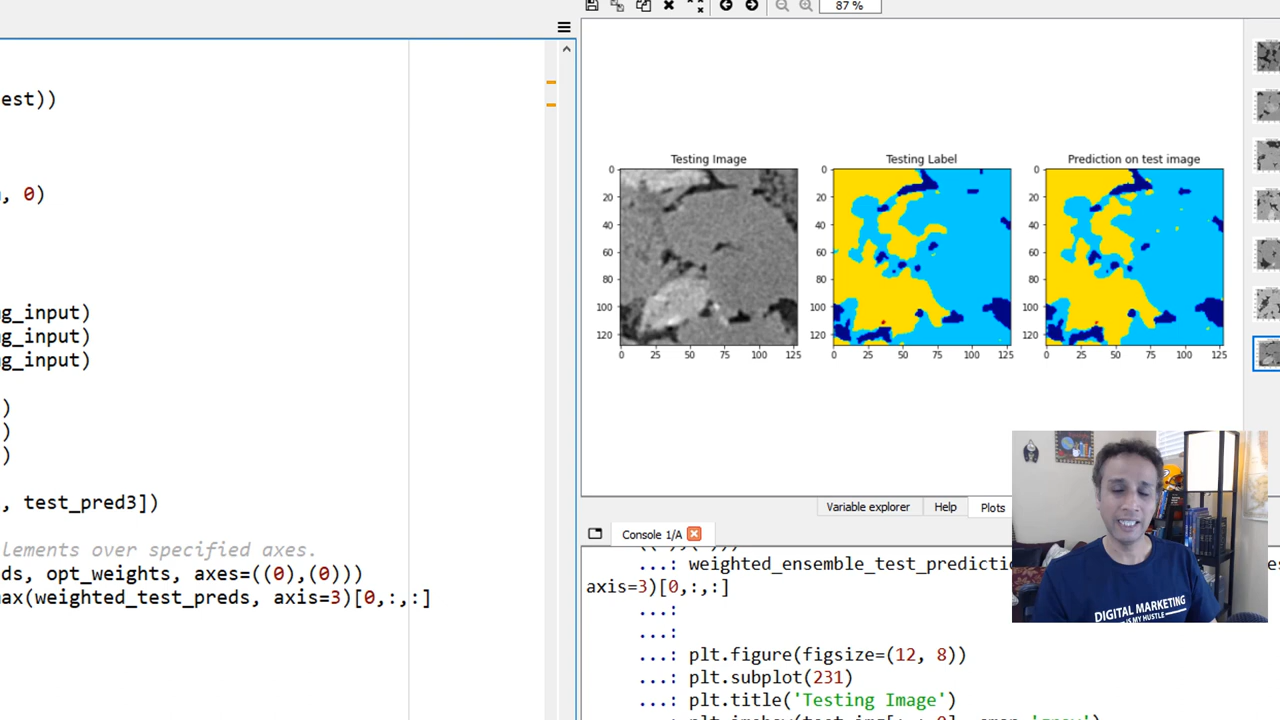 87 %
est))
, 0)
g_input)
g_input)
g_input)
)
)
)
, test_pred3])
lements over specified axes.
ds, opt_weights, axes=((0),(0)))
ax(weighted_test_preds, axis=3)[0,:,:]
Testing Image
Testing Label
Prediction on test image
0
20
40
60
80
100
120
0 25 50 75 100 125
0
20
40
60
80
100
120
0 25 50 75 100 125
0
20
40
60
80
100
120
0 25 50 75 100 125
Variable explorer Help Plots
Console 1/A
...: weighted_ensemble_test_predicti
axis=3)[0,:,:]
...:
...:
...: plt.figure(figsize=(12, 8))
...: plt.subplot(231)
...: plt.title('Testing Image')
DIGITAL MARKETING
IS MY HUSTLE